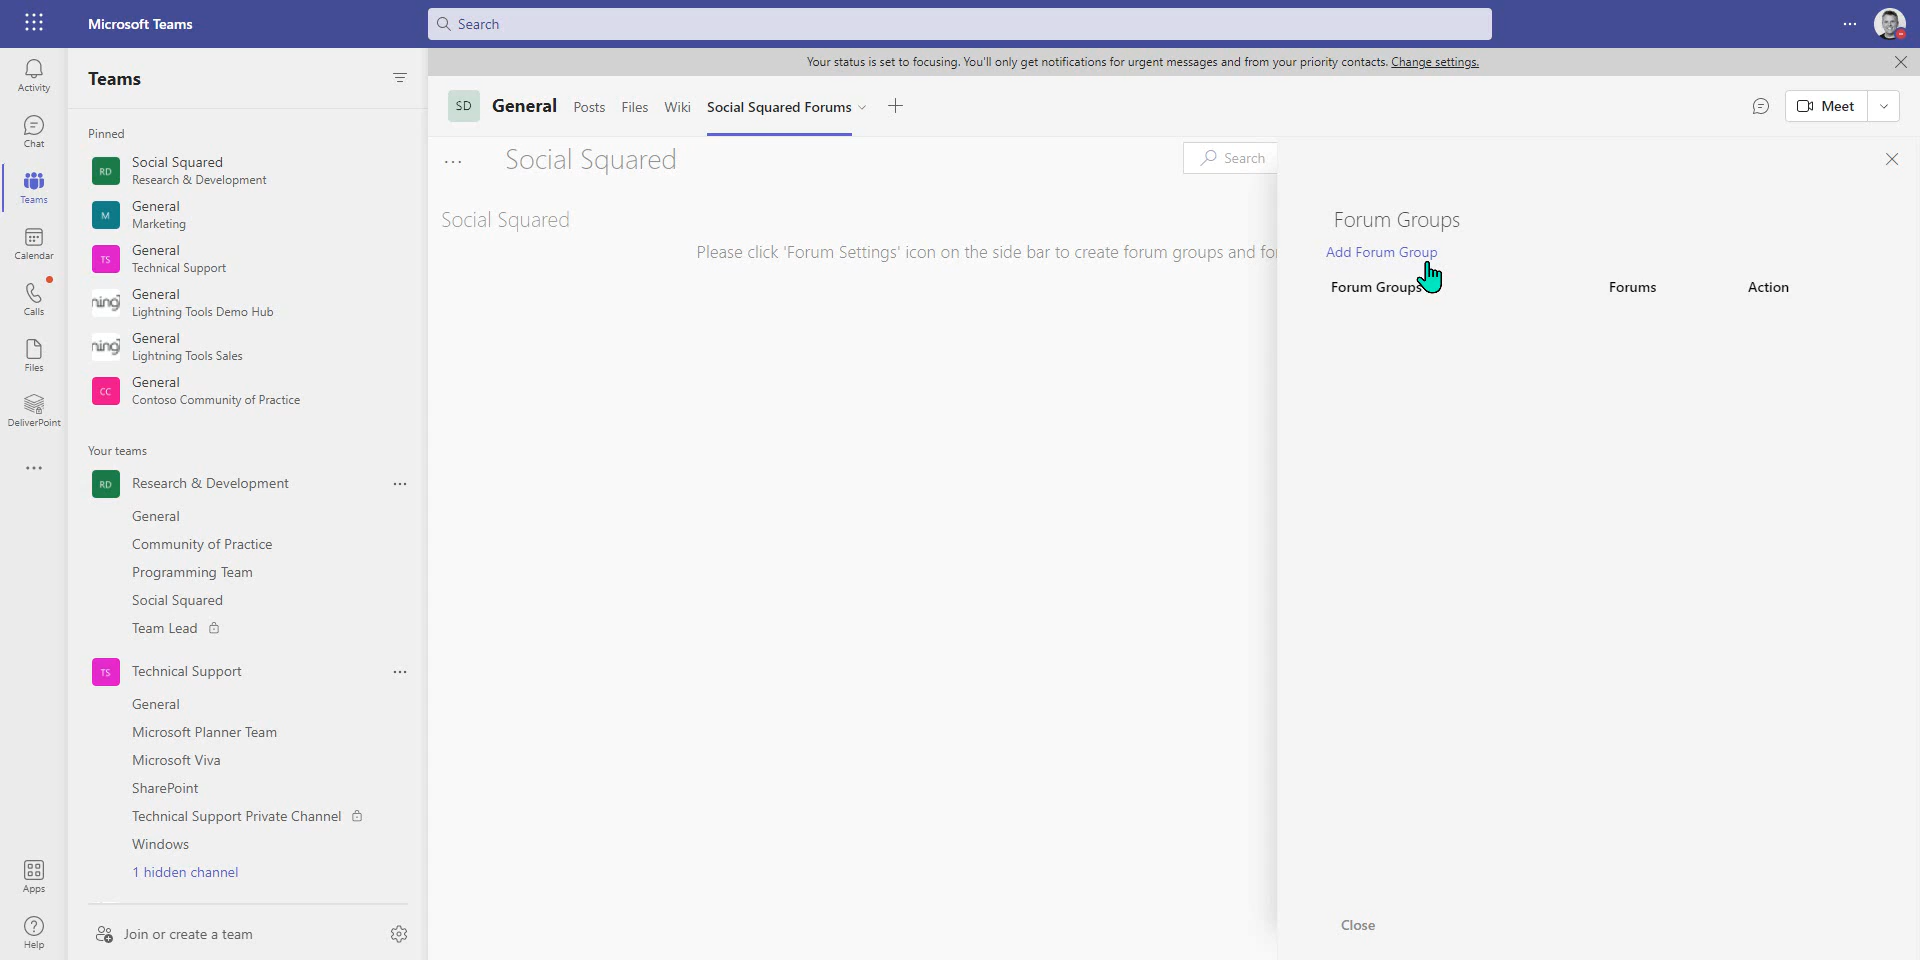 Microsoft Teams
Search
Your status is set to focusing. You'll only get notifications for urgent messages and from your priority contacts. Change settings.
Activity
Chat
Teams
Calendar
Calls
Files
DeliverPoint
Apps
Help
Teams
Pinned
RD
Social Squared
Research & Development
M
General
Marketing
TS
General
Technical Support
ning
General
Lightning Tools Demo Hub
ning
General
Lightning Tools Sales
CC
General
Contoso Community of Practice
Your teams
RD
Research & Development
General
Community of Practice
Programming Team
Social Squared
Team Lead
TS
Technical Support
General
Microsoft Planner Team
Microsoft Viva
SharePoint
Technical Support Private Channel
Windows
1 hidden channel
Join or create a team
SD
General
Posts
Files
Wiki
Social Squared Forums
Meet
Social Squared
Search
Social Squared
Please click 'Forum Settings' icon on the side bar to create forum groups and fo
Forum Groups
Add Forum Group
Forum Groups
Forums
Action
Close